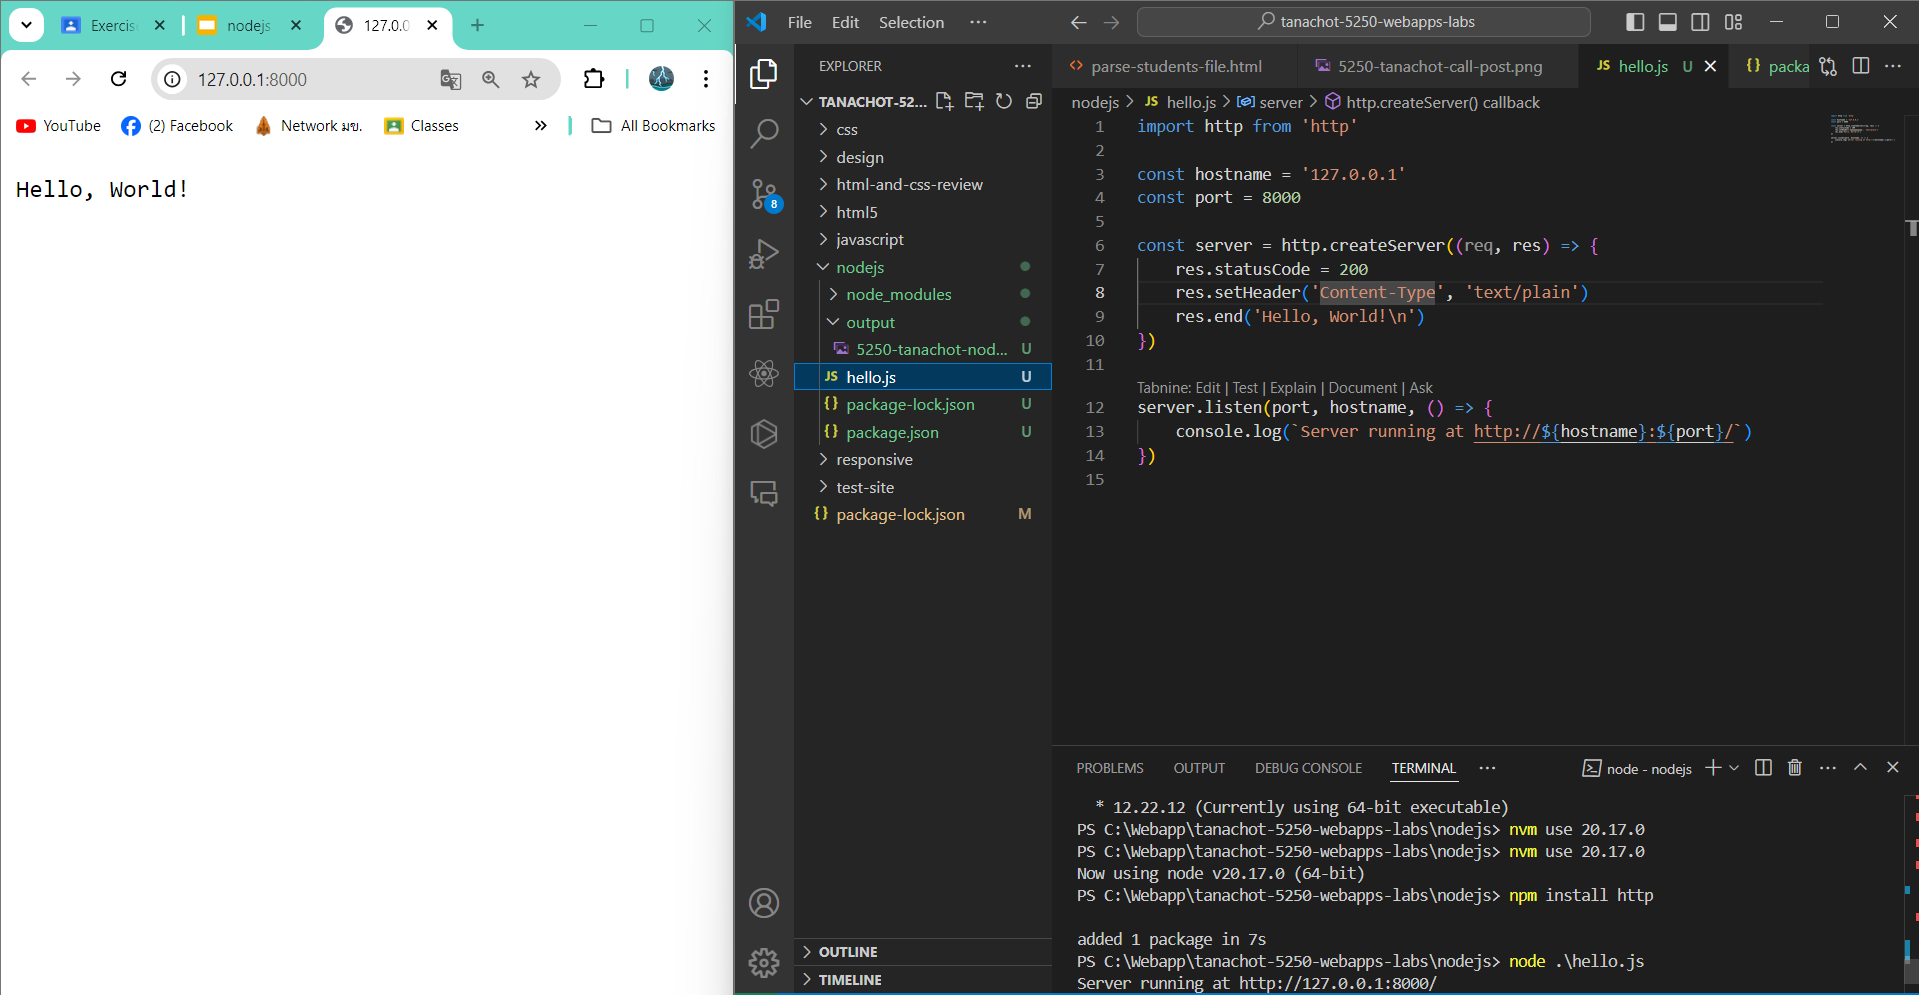 Exercis
nodejs
127.0.0
127.0.0.1:8000
YouTube
(2) Facebook
Network มข.
Classes
All Bookmarks
Hello, World!
File
Edit
Selection
tanachot-5250-webapps-labs
EXPLORER
TANACHOT-52...
css
design
html-and-css-review
html5
javascript
nodejs
node_modules
output
5250-tanachot-nod... U
hello.js U
package-lock.json U
package.json U
responsive
test-site
package-lock.json M
OUTLINE
TIMELINE
8
parse-students-file.html
5250-tanachot-call-post.png
JS hello.js U
{} packa
nodejs > JS hello.js > server > http.createServer() callback
1 import http from 'http'
2
3 const hostname = '127.0.0.1'
4 const port = 8000
5
6 const server = http.createServer((req, res) => {
7 res.statusCode = 200
8 res.setHeader('Content-Type', 'text/plain')
9 res.end('Hello, World!\n')
10 })
11
Tabnine: Edit | Test | Explain | Document | Ask
12 server.listen(port, hostname, () => {
13 console.log(`Server running at http://${hostname}:${port}/`)
14 })
15
PROBLEMS
OUTPUT
DEBUG CONSOLE
TERMINAL
node - nodejs
* 12.22.12 (Currently using 64-bit executable)
PS C:\Webapp\tanachot-5250-webapps-labs\nodejs> nvm use 20.17.0
PS C:\Webapp\tanachot-5250-webapps-labs\nodejs> nvm use 20.17.0
Now using node v20.17.0 (64-bit)
PS C:\Webapp\tanachot-5250-webapps-labs\nodejs> npm install http
added 1 package in 7s
PS C:\Webapp\tanachot-5250-webapps-labs\nodejs> node .\hello.js
Server running at http://127.0.0.1:8000/